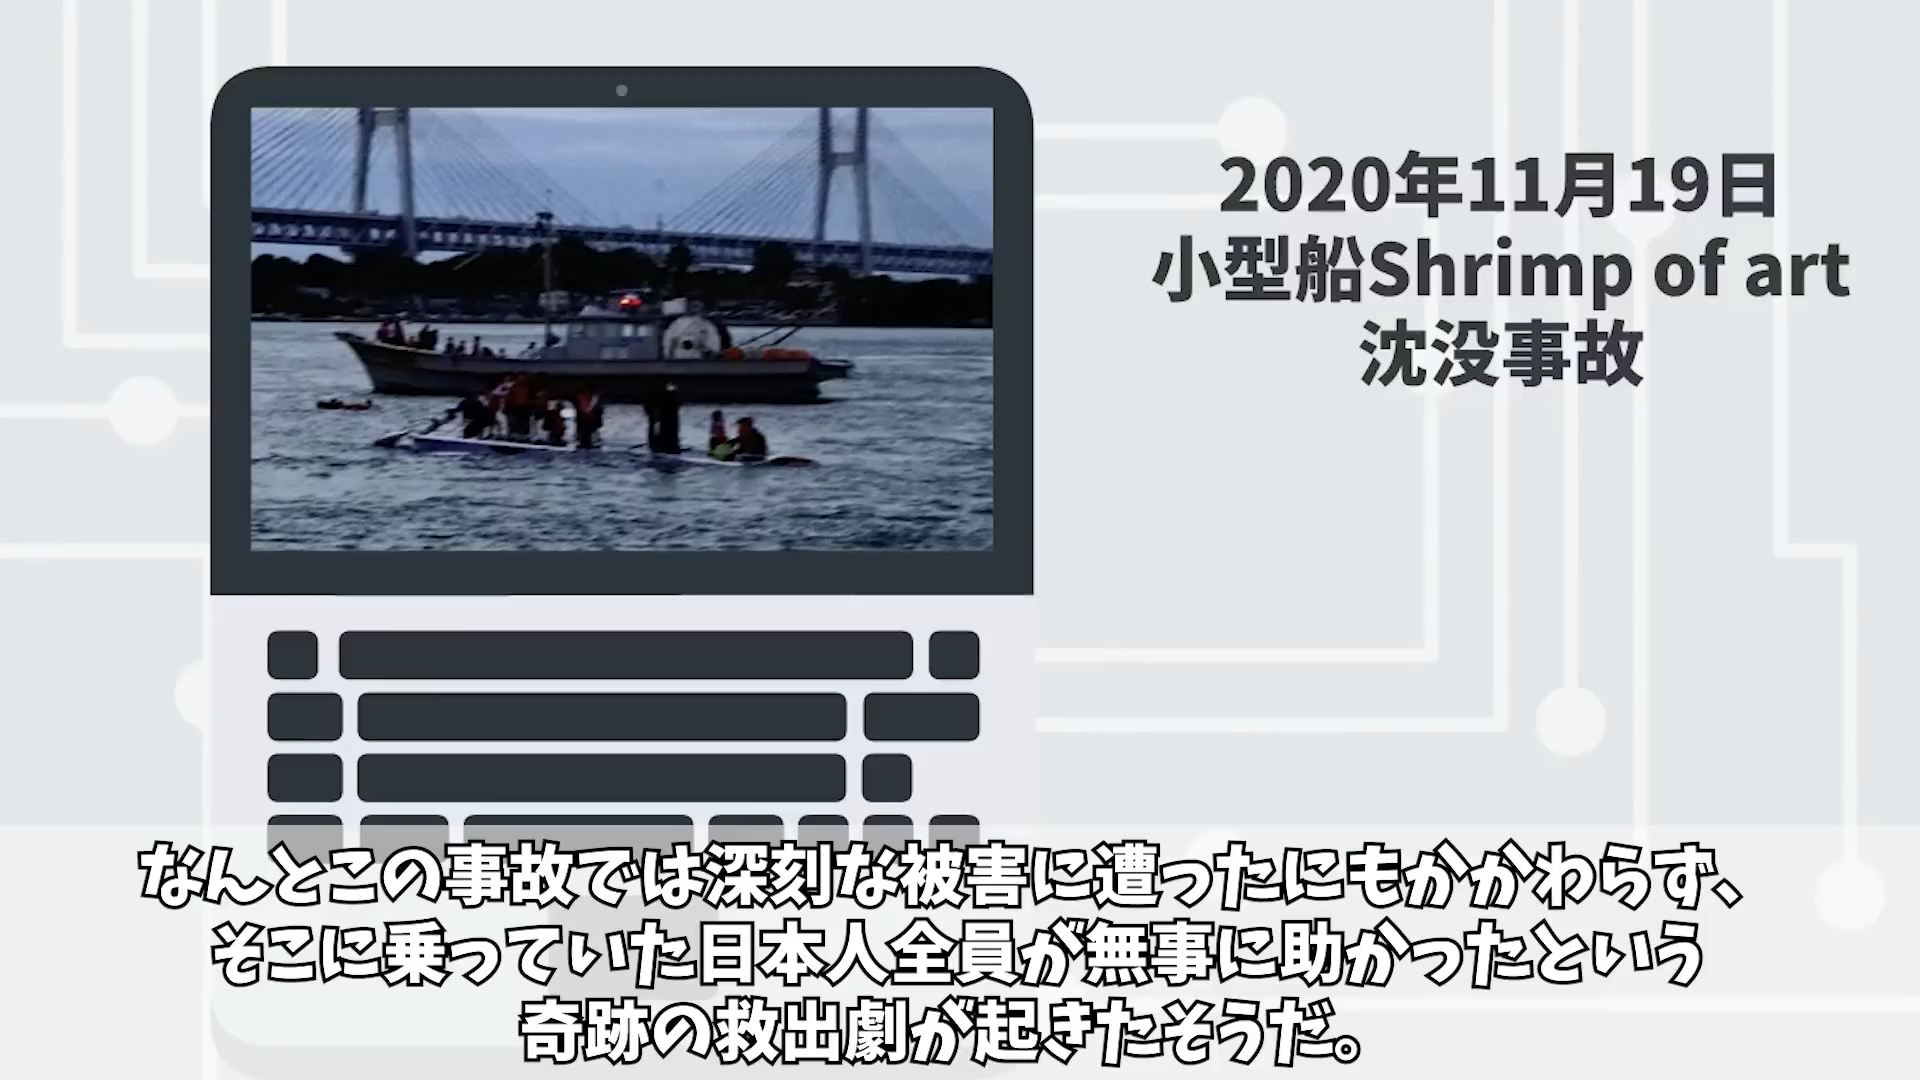 2020年11月19日
小型船Shrimp of art
沈没事故
なんとこの事故では深刻な被害に遭ったにもかかわらず、
そこに乗っていた日本人全員が無事に助かったという
奇跡の救出劇が起きたそうだ。